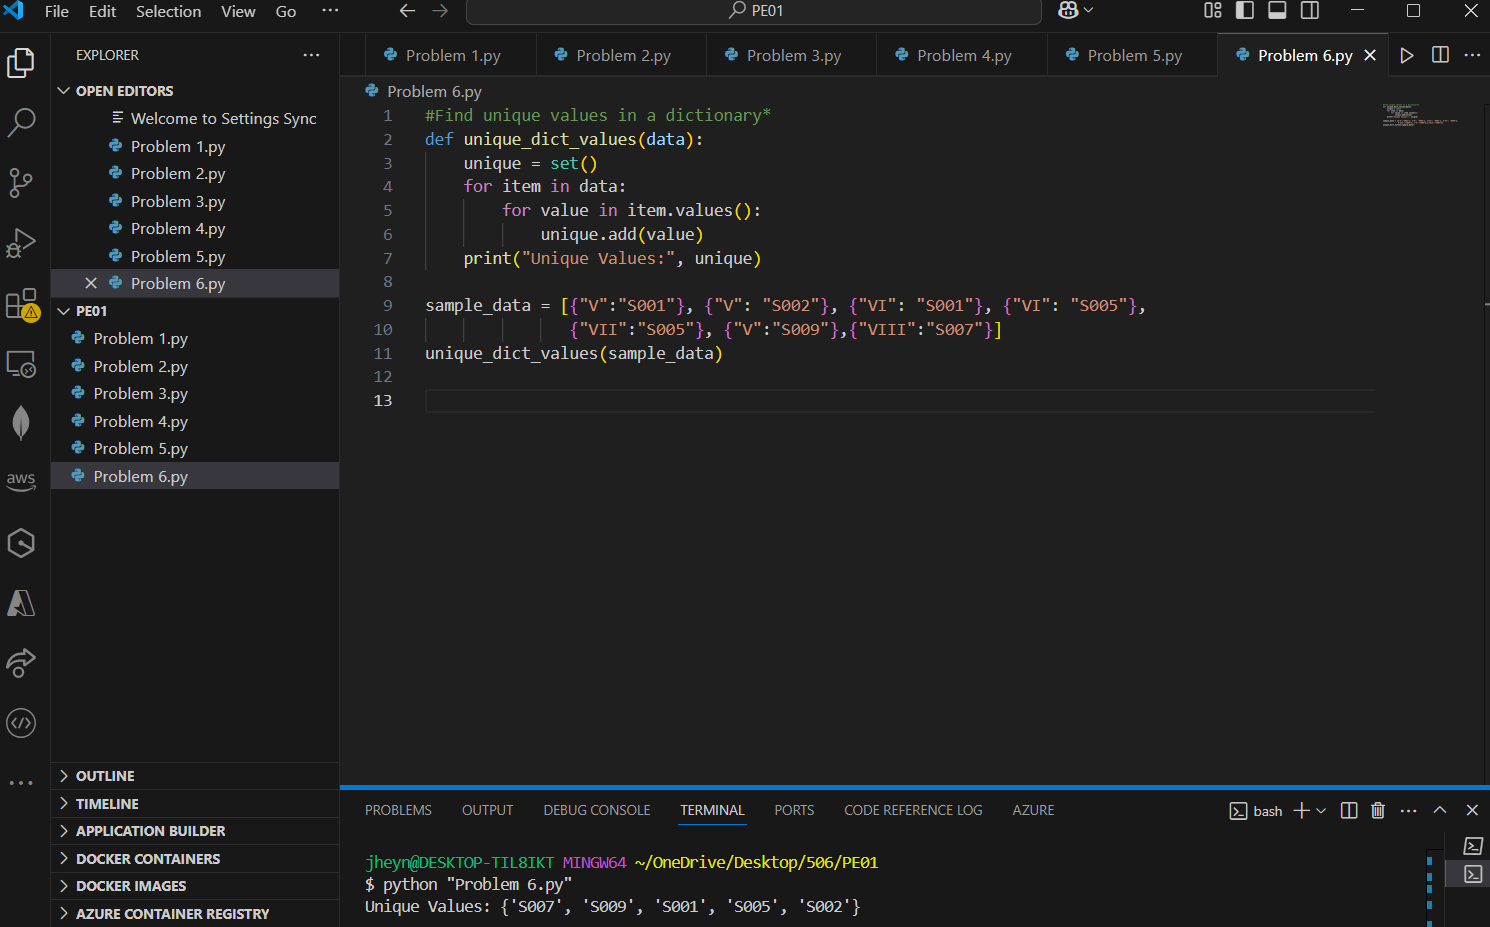 File Edit Selection View Go ··· PE01
EXPLORER ···
OPEN EDITORS
Welcome to Settings Sync
Problem 1.py
Problem 2.py
Problem 3.py
Problem 4.py
Problem 5.py
Problem 6.py
PE01
Problem 1.py
Problem 2.py
Problem 3.py
Problem 4.py
Problem 5.py
Problem 6.py
aws
OUTLINE
TIMELINE
APPLICATION BUILDER
DOCKER CONTAINERS
DOCKER IMAGES
AZURE CONTAINER REGISTRY
Problem 1.py Problem 2.py Problem 3.py Problem 4.py Problem 5.py Problem 6.py
Problem 6.py
1 #Find unique values in a dictionary*
2 def unique_dict_values(data):
3     unique = set()
4     for item in data:
5         for value in item.values():
6             unique.add(value)
7     print("Unique Values:", unique)
8
9 sample_data = [{"V":"S001"}, {"V": "S002"}, {"VI": "S001"}, {"VI": "S005"},
10                {"VII":"S005"}, {"V":"S009"},{"VIII":"S007"}]
11 unique_dict_values(sample_data)
12
13
PROBLEMS OUTPUT DEBUG CONSOLE TERMINAL PORTS CODE REFERENCE LOG AZURE bash
jheyn@DESKTOP-TIL8IKT MINGW64 ~/OneDrive/Desktop/506/PE01
$ python "Problem 6.py"
Unique Values: {'S007', 'S009', 'S001', 'S005', 'S002'}